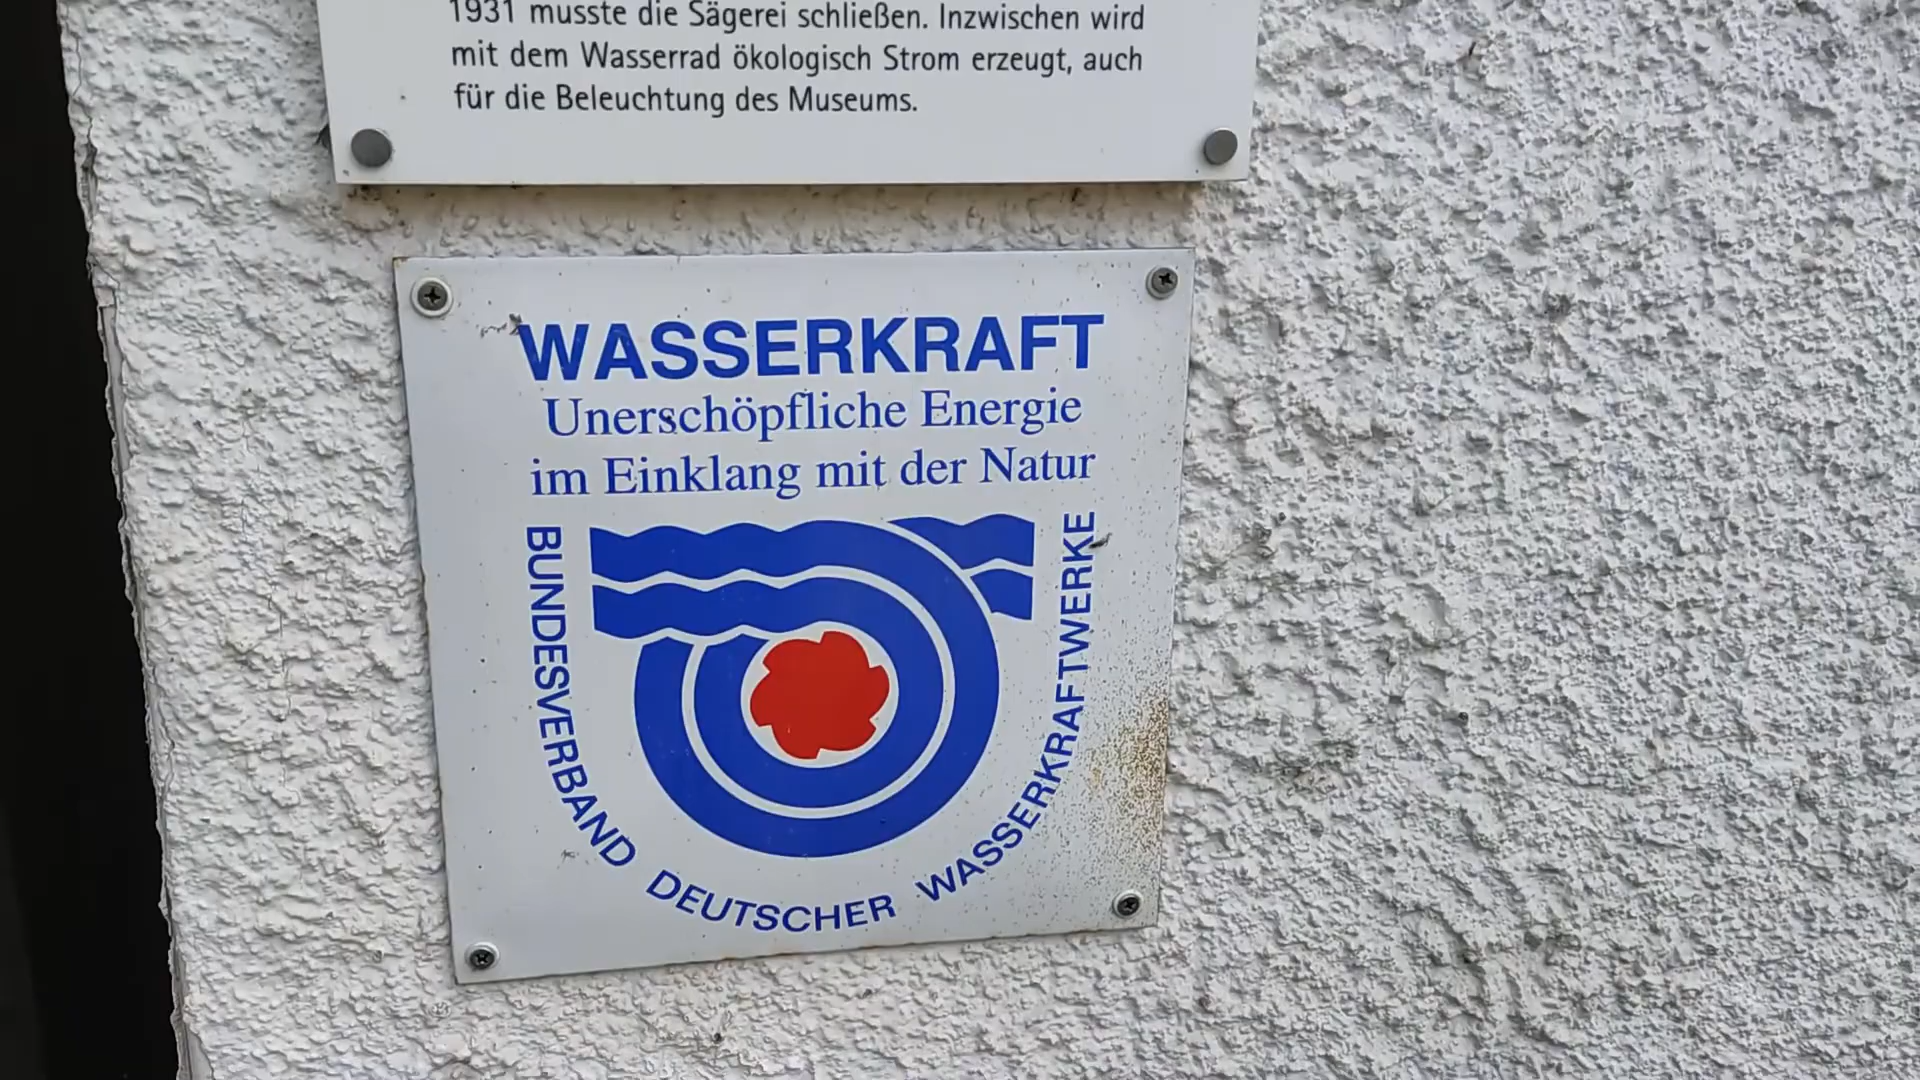 1931 musste die Sägerei schließen. Inzwischen wird
mit dem Wasserrad ökologisch Strom erzeugt, auch
für die Beleuchtung des Museums.
WASSERKRAFT
Unerschöpfliche Energie
im Einklang mit der Natur
BUNDESVERBAND DEUTSCHER WASSERKRAFTWERKE